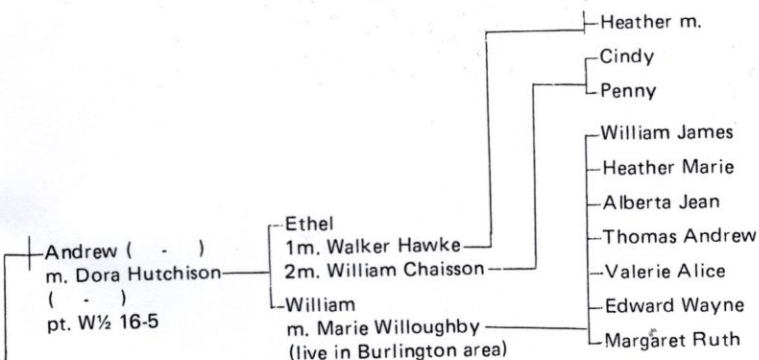 Heather m.
Cindy
Penny
William James
Heather Marie
Alberta Jean
Thomas Andrew
Valerie Alice
Edward Wayne
Margaret Ruth
Ethel
1m. Walker Hawke
2m. William Chaisson
William
m. Marie Willoughby
(live in Burlington area)
Andrew ( - )
m. Dora Hutchison
( - )
pt. W½ 16-5